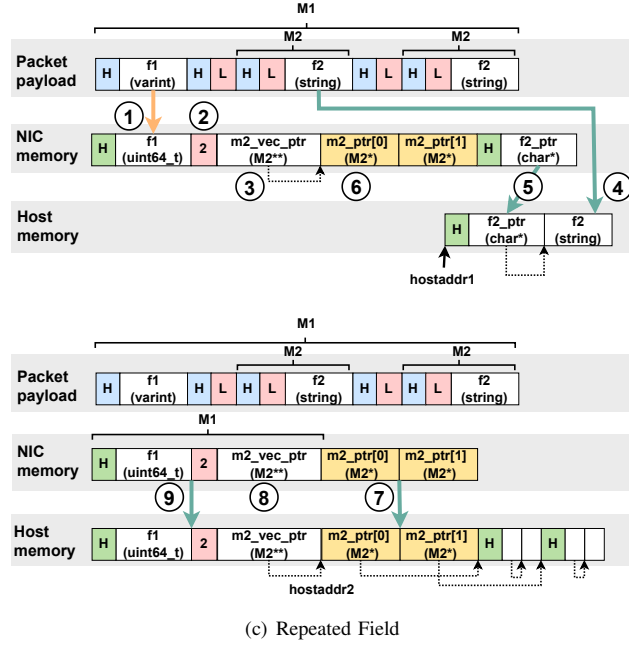 M1
M2 M2
Packet payload H f1 (varint) H L H L f2 (string) H L H L f2 (string)
1 2
NIC memory H f1 (uint64_t) 2 m2_vec_ptr (M2**) m2_ptr[0] (M2*) m2_ptr[1] (M2*) H f2_ptr (char*)
3 6 5 4
Host memory H f2_ptr (char*) f2 (string)
hostaddr1
M1
M2 M2
Packet payload H f1 (varint) H L H L f2 (string) H L H L f2 (string)
M1
NIC memory H f1 (uint64_t) 2 m2_vec_ptr (M2**) m2_ptr[0] (M2*) m2_ptr[1] (M2*)
9 8 7
Host memory H f1 (uint64_t) 2 m2_vec_ptr (M2**) m2_ptr[0] (M2*) m2_ptr[1] (M2*) H H
hostaddr2
(c) Repeated Field